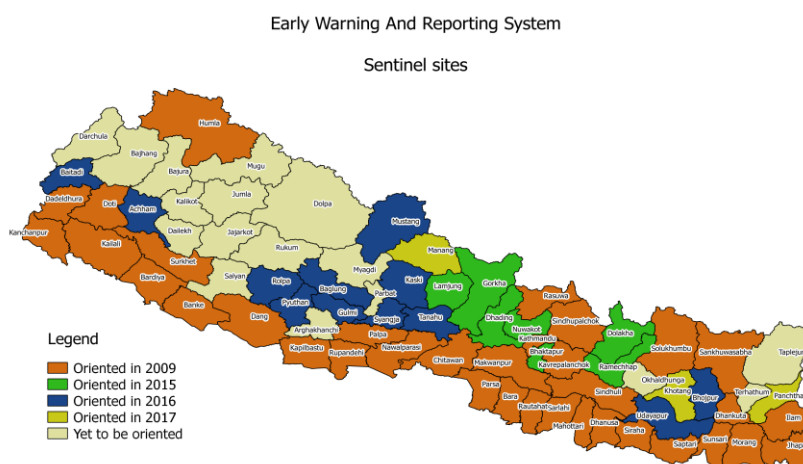 Early Warning And Reporting System
Sentinel sites
Humla
Darchula
Bajhang
Mugu
Bajura
Baitadi
Jumla
Dadeldhura
Doti
Kalikot
Dolpa
Achham
Mustang
Kanchanpur
Kailali
Dailekh
Jajarkot
Rukum
Manang
Surkhet
Myagdi
Bardiya
Salyan
Rolpa
Baglung
Kaski
Lamjung
Gorkha
Parbat
Rasuwa
Banke
Pyuthan
Gulmi
Syangja
Tanahu
Dhading
Sindhupalchok
Dang
Nuwakot
Dolakha
Arghakhanchi
Palpa
Kathmandu
Solukhumbu
Sankhuwasabha
Taplejun
Kapilbastu
Rupandehi
Nawalparasi
Bhaktapur
Chitawan
Makwanpur
Kavrepalanchok
Ramechhap
Okhaldhunga
Khotang
Terhathum
Panchtha
Parsa
Sindhuli
Bhojpur
Bara
Udayapur
Dhankuta
Ilam
Rautahat
Sarlahi
Mahottari
Dhanusa
Siraha
Saptari
Sunsari
Morang
Jhap
Legend
Oriented in 2009
Oriented in 2015
Oriented in 2016
Oriented in 2017
Yet to be oriented